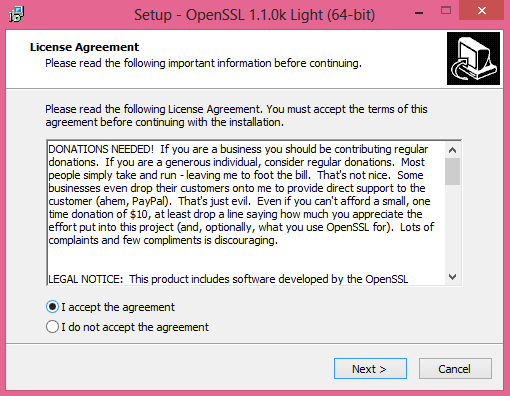 Setup - OpenSSL 1.1.0k Light (64-bit)
License Agreement
Please read the following important information before continuing.
Please read the following License Agreement. You must accept the terms of this
agreement before continuing with the installation.
DONATIONS NEEDED!  If you are a business you should be contributing regular
donations.  If you are a generous individual, consider regular donations.  Most
people simply take and run - leaving me to foot the bill.  That's not nice.  Some
businesses even drop their customers onto me to provide direct support to the
customer (ahem, PayPal).  That's just evil.  Even if you can't afford a small, one
time donation of $10, at least drop a line saying how much you appreciate the
effort put into this project (and, optionally, what you use OpenSSL for).  Lots of
complaints and few compliments is discouraging.
LEGAL NOTICE:  This product includes software developed by the OpenSSL
I accept the agreement
I do not accept the agreement
Next >
Cancel